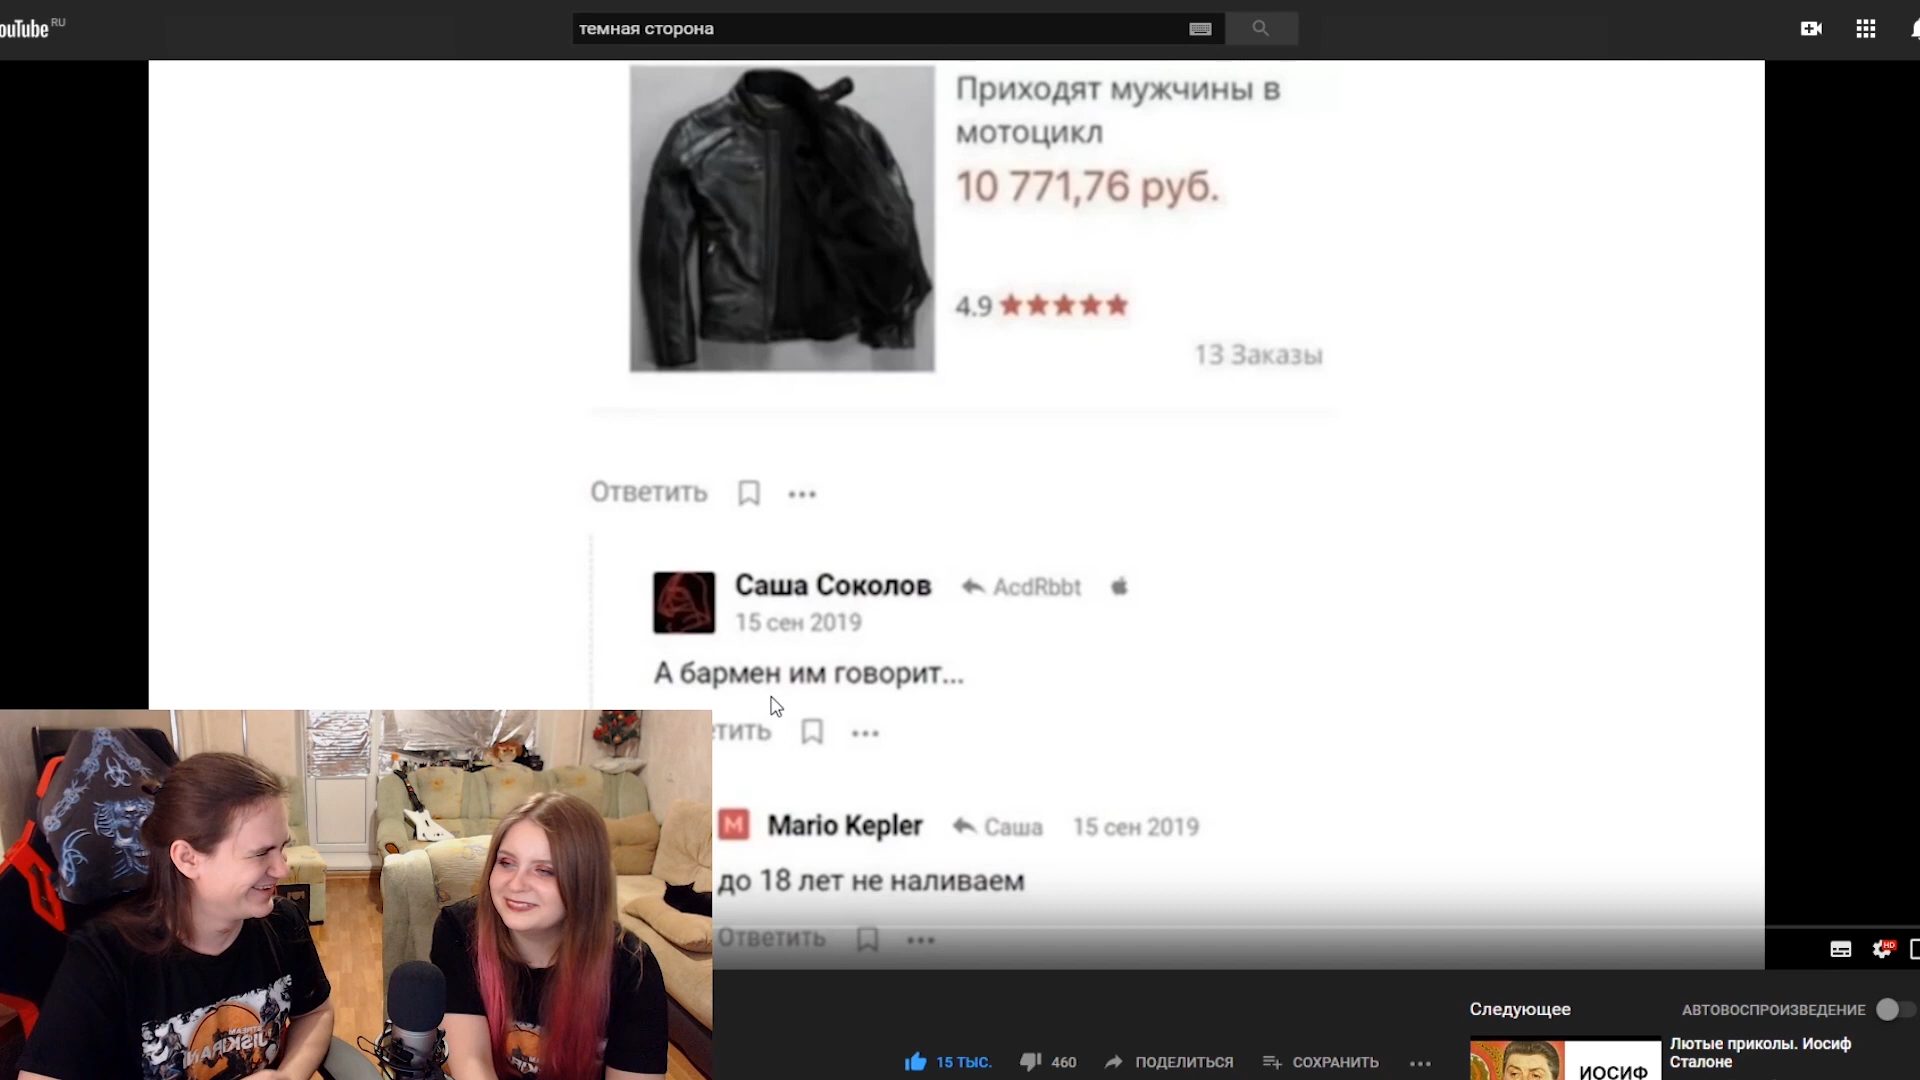 ouTube RU
темная сторона
Приходят мужчины в
мотоцикл
10 771,76 руб.
4.9
13 Заказы
Ответить
Саша Соколов AcdRbbt
15 сен 2019
А бармен им говорит...
тить
M Mario Kepler Саша 15 сен 2019
до 18 лет не наливаем
Ответить
HD
Следующее АВТОВОСПРОИЗВЕДЕНИЕ
15 ТЫС. 460 ПОДЕЛИТЬСЯ СОХРАНИТЬ
Лютые приколы. Иосиф
Сталоне
ИОСИФ